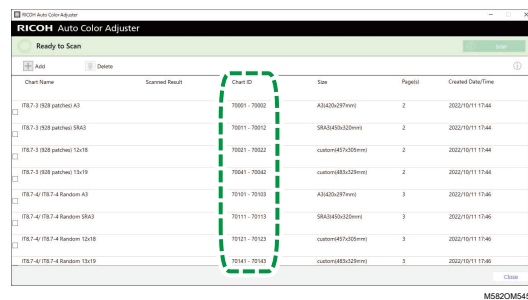 RICOH Auto Color Adjuster
RICOH Auto Color Adjuster
Ready to Scan
Scan
Add Delete
Chart Name Scanned Result Chart ID Size Page(s) Created Date/Time
IT8.7-3 (928 patches) A3 70001 - 70002 A3(420x297mm) 2 2022/10/11 17:44
IT8.7-3 (928 patches) SRA3 70011 - 70012 SRA3(450x320mm) 2 2022/10/11 17:44
IT8.7-3 (928 patches) 12x18 70021 - 70022 custom(457x305mm) 2 2022/10/11 17:44
IT8.7-3 (928 patches) 13x19 70041 - 70042 custom(483x329mm) 2 2022/10/11 17:44
IT8.7-4/ IT8.7-4 Random A3 70101 - 70103 A3(420x297mm) 3 2022/10/11 17:46
IT8.7-4/ IT8.7-4 Random SRA3 70111 - 70113 SRA3(450x320mm) 3 2022/10/11 17:46
IT8.7-4/ IT8.7-4 Random 12x18 70121 - 70123 custom(457x305mm) 3 2022/10/11 17:46
IT8.7-4/ IT8.7-4 Random 13x19 70141 - 70143 custom(483x329mm) 3 2022/10/11 17:46
Close
M582OM545